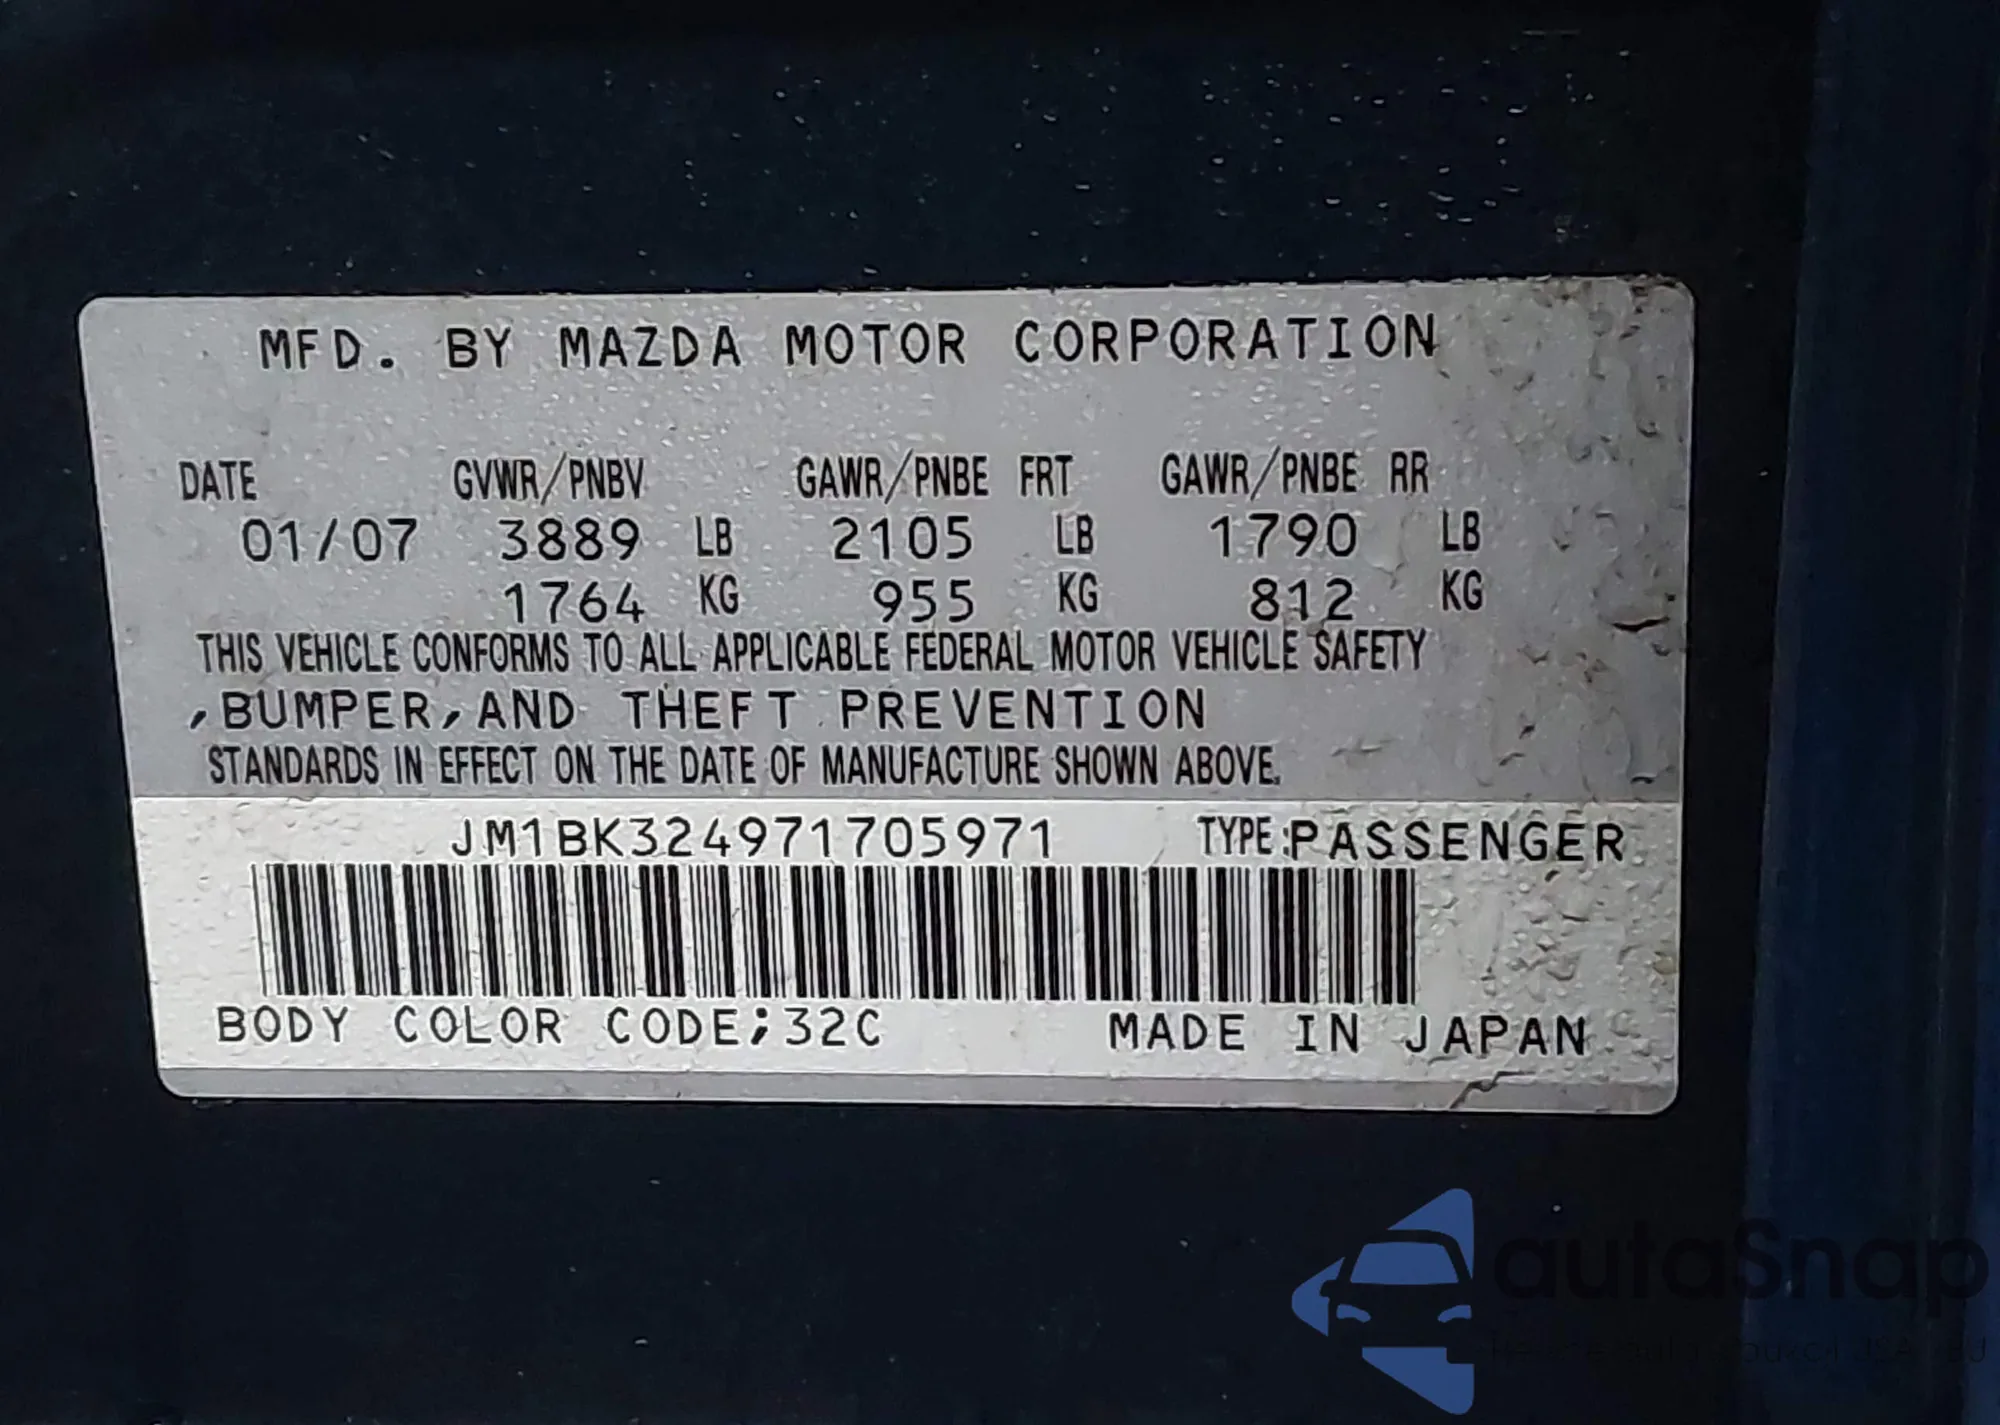 MFD. BY MAZDA MOTOR CORPORATION
DATE GVWR/PNBV GAWR/PNBE FRT GAWR/PNBE RR
01/07 3889 LB 2105 LB 1790 LB
1764 KG 955 KG 812 KG
THIS VEHICLE CONFORMS TO ALL APPLICABLE FEDERAL MOTOR VEHICLE SAFETY
,BUMPER,AND THEFT PREVENTION
STANDARDS IN EFFECT ON THE DATE OF MANUFACTURE SHOWN ABOVE.
JM1BK324971705971 TYPE:PASSENGER
BODY COLOR CODE;32C MADE IN JAPAN
autaSnap